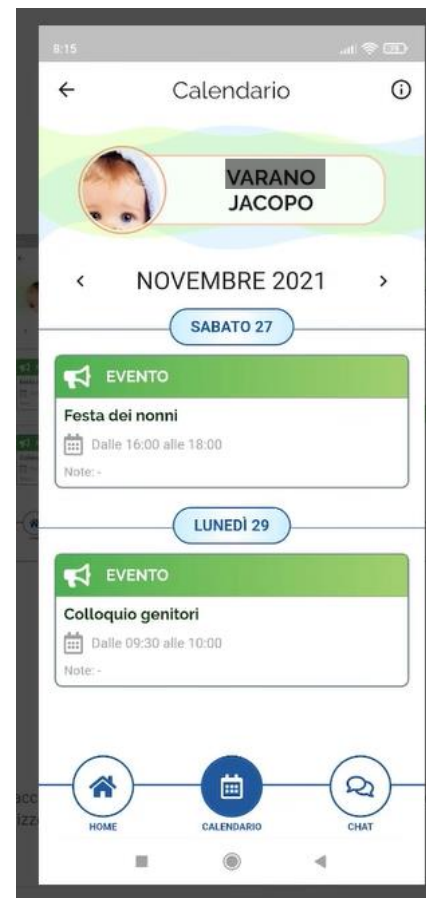 8:15
Calendario
VARANO
JACOPO
NOVEMBRE 2021
SABATO 27
EVENTO
Festa dei nonni
Dalle 16:00 alle 18:00
Note: -
LUNEDÌ 29
EVENTO
Colloquio genitori
Dalle 09:30 alle 10:00
Note: -
HOME
CALENDARIO
CHAT